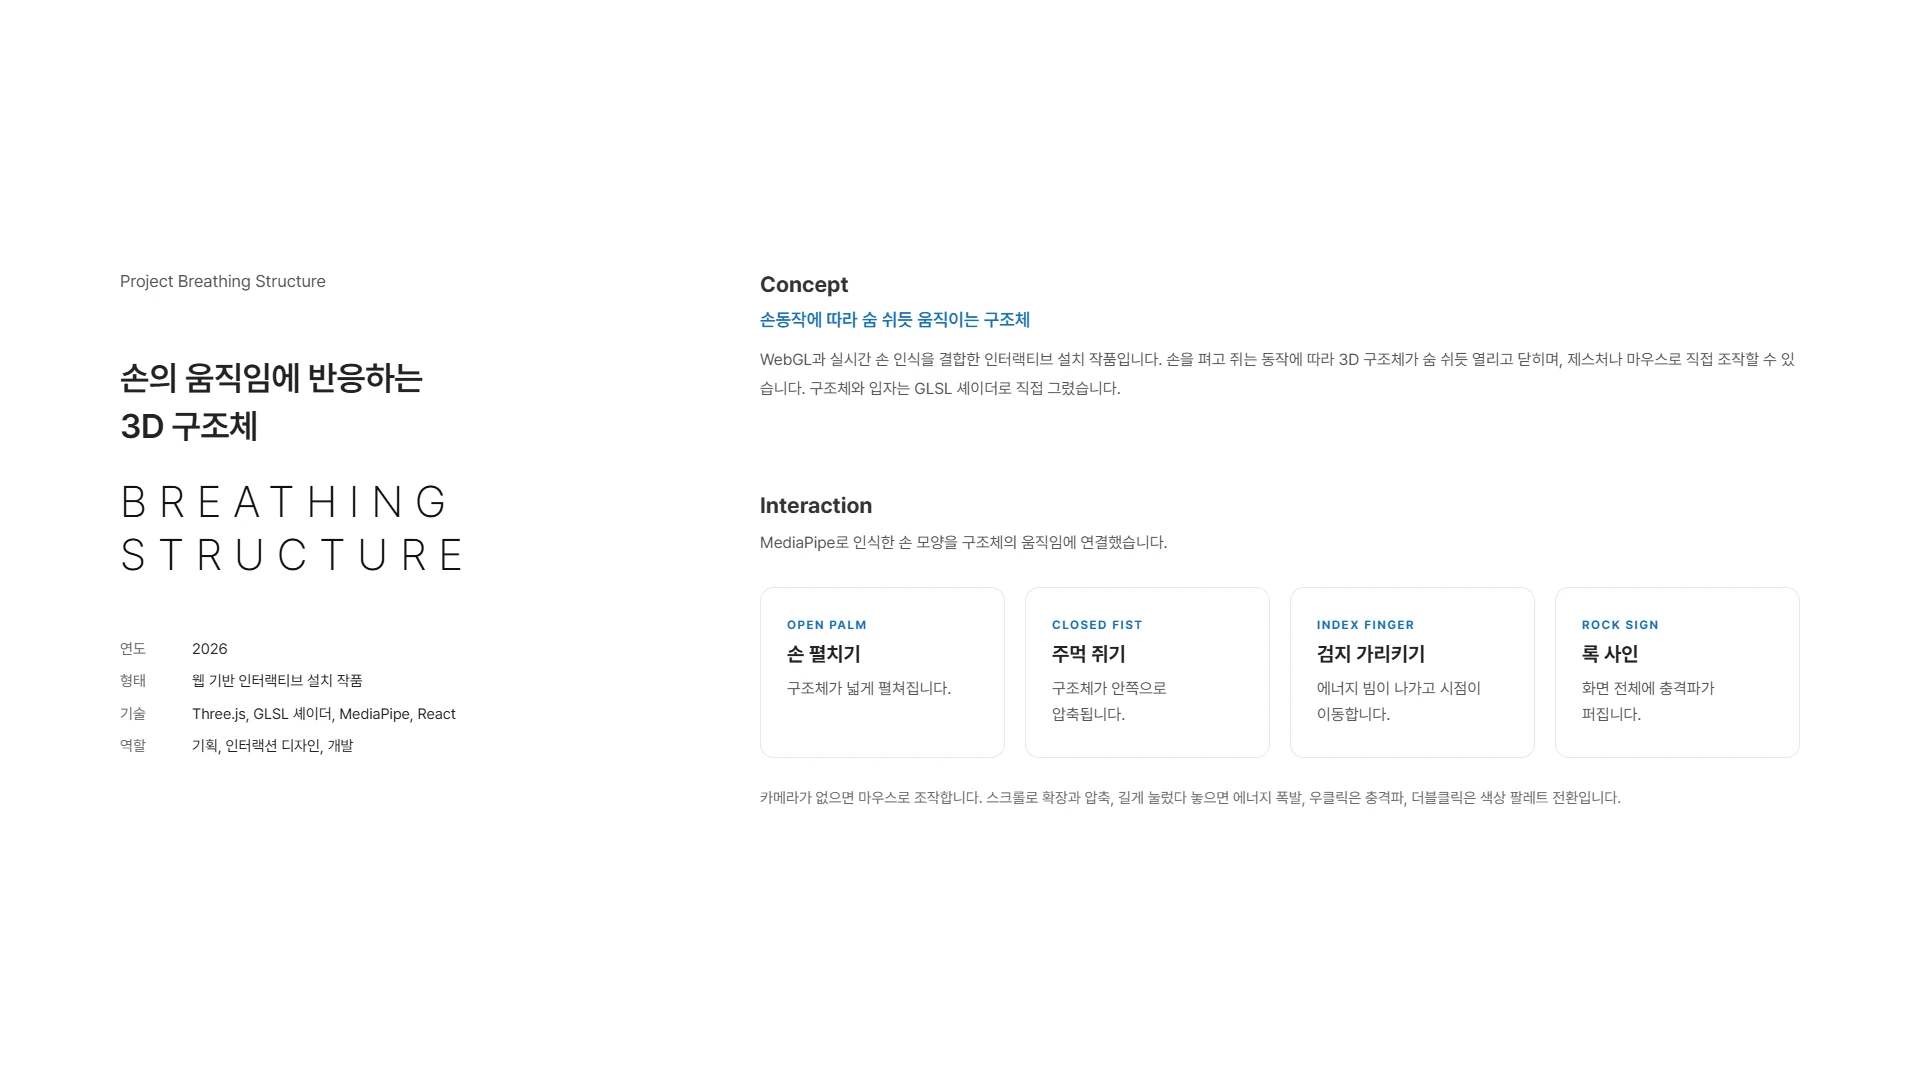 Project Breathing Structure
손의 움직임에 반응하는
3D 구조체
BREATHING
STRUCTURE
연도 2026
형태 웹 기반 인터랙티브 설치 작품
기술 Three.js, GLSL 셰이더, MediaPipe, React
역할 기획, 인터랙션 디자인, 개발
Concept
손동작에 따라 숨 쉬듯 움직이는 구조체
WebGL과 실시간 손 인식을 결합한 인터랙티브 설치 작품입니다. 손을 펴고 쥐는 동작에 따라 3D 구조체가 숨 쉬듯 열리고 닫히며, 제스처나 마우스로 직접 조작할 수 있
습니다. 구조체와 입자는 GLSL 셰이더로 직접 그렸습니다.
Interaction
MediaPipe로 인식한 손 모양을 구조체의 움직임에 연결했습니다.
OPEN PALM
손 펼치기
구조체가 넓게 펼쳐집니다.
CLOSED FIST
주먹 쥐기
구조체가 안쪽으로
압축됩니다.
INDEX FINGER
검지 가리키기
에너지 빔이 나가고 시점이
이동합니다.
ROCK SIGN
록 사인
화면 전체에 충격파가
퍼집니다.
카메라가 없으면 마우스로 조작합니다. 스크롤로 확장과 압축, 길게 눌렀다 놓으면 에너지 폭발, 우클릭은 충격파, 더블클릭은 색상 팔레트 전환입니다.